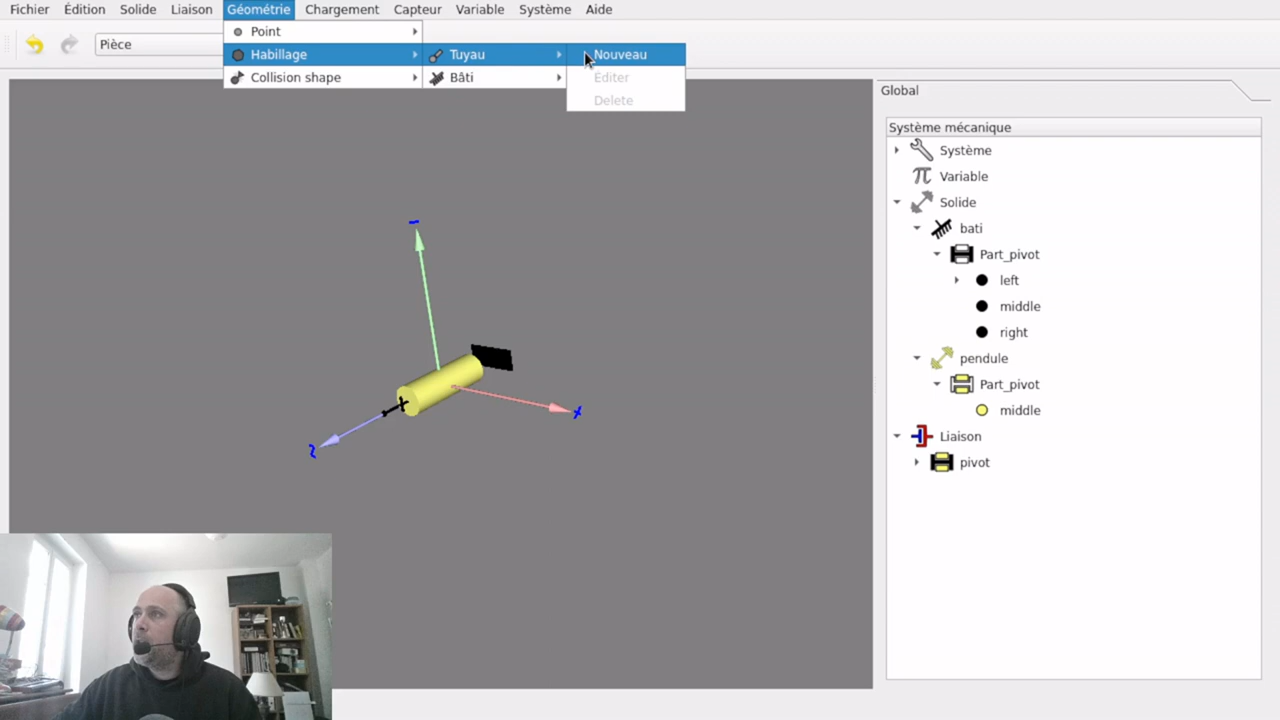 Fichier Édition Solide Liaison Géométrie Chargement Capteur Variable Système Aide
Pièce
Point
Habillage
Collision shape
Tuyau
Bâti
Nouveau
Éditer
Delete
Global
Système mécanique
Système
Variable
Solide
bati
Part_pivot
left
middle
right
pendule
Part_pivot
middle
Liaison
pivot
x